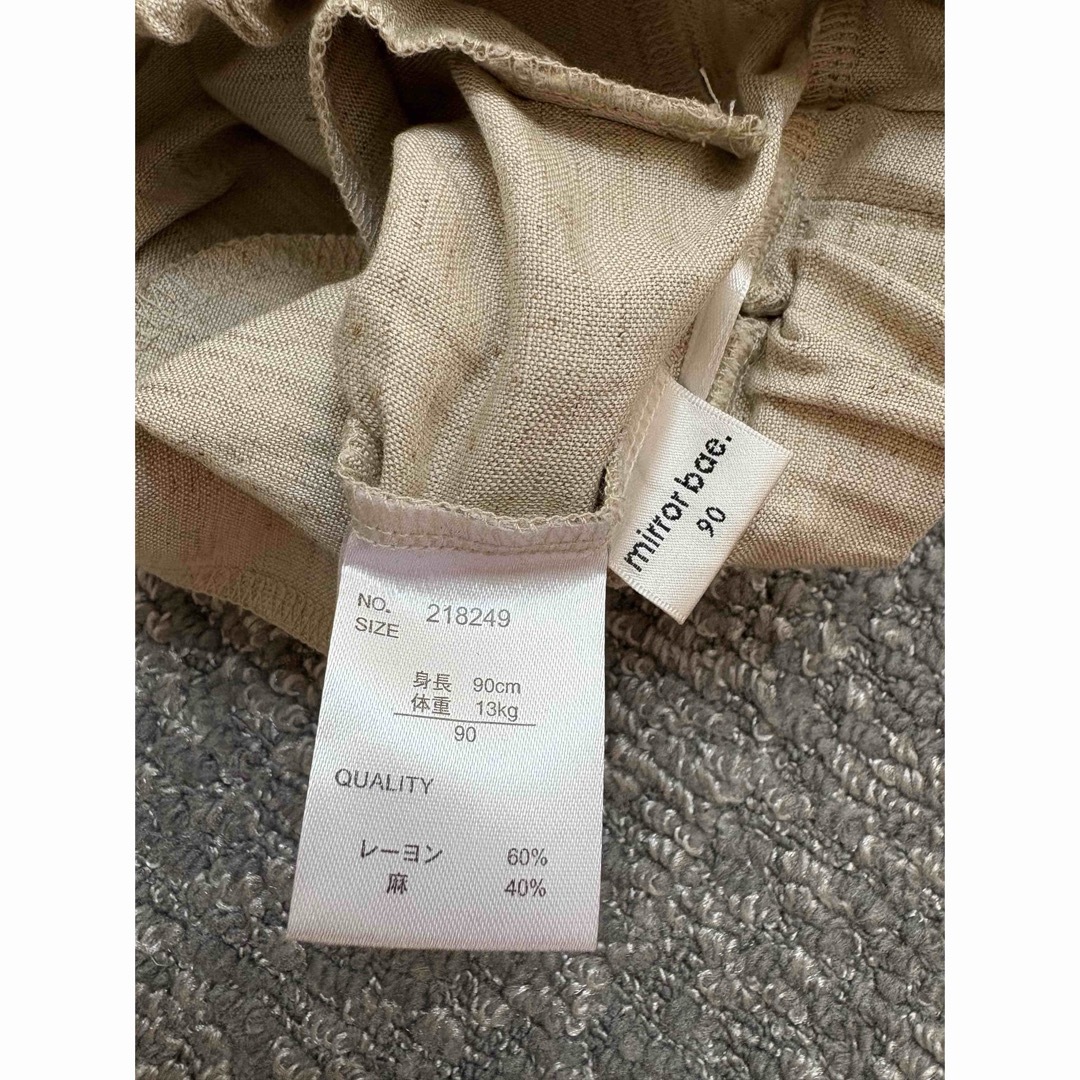 mirror bae.
90
NO. 218249
SIZE
身長 90cm
体重 13kg
90
QUALITY
レーヨン 60%
麻 40%